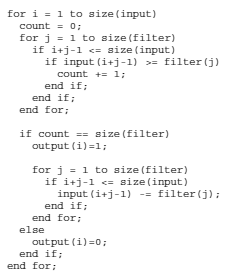 for i = 1 to size(input)
  count = 0;
  for j = 1 to size(filter)
    if i+j-1 <= size(input)
      if input(i+j-1) >= filter(j)
        count += 1;
      end if;
    end if;
  end for;

  if count == size(filter)
    output(i)=1;

    for j = 1 to size(filter)
      if i+j-1 <= size(input)
        input(i+j-1) -= filter(j);
      end if;
    end for;
  else
    output(i)=0;
  end if;
end for;